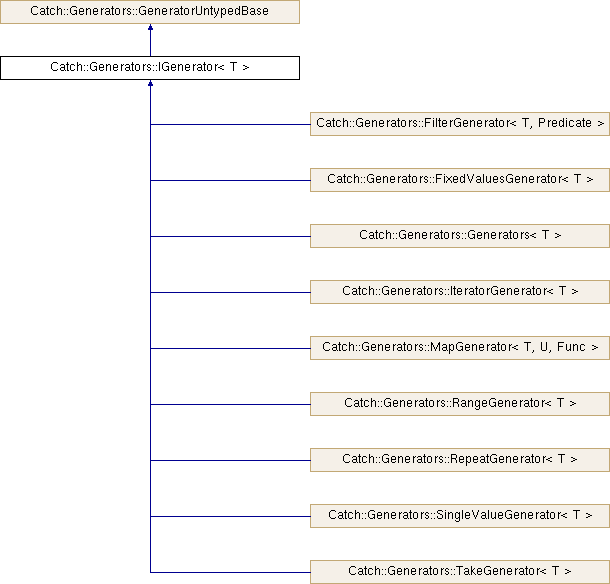 Catch::Generators::GeneratorUntypedBase
Catch::Generators::IGenerator< T >
Catch::Generators::FilterGenerator< T, Predicate >
Catch::Generators::FixedValuesGenerator< T >
Catch::Generators::Generators< T >
Catch::Generators::IteratorGenerator< T >
Catch::Generators::MapGenerator< T, U, Func >
Catch::Generators::RangeGenerator< T >
Catch::Generators::RepeatGenerator< T >
Catch::Generators::SingleValueGenerator< T >
Catch::Generators::TakeGenerator< T >